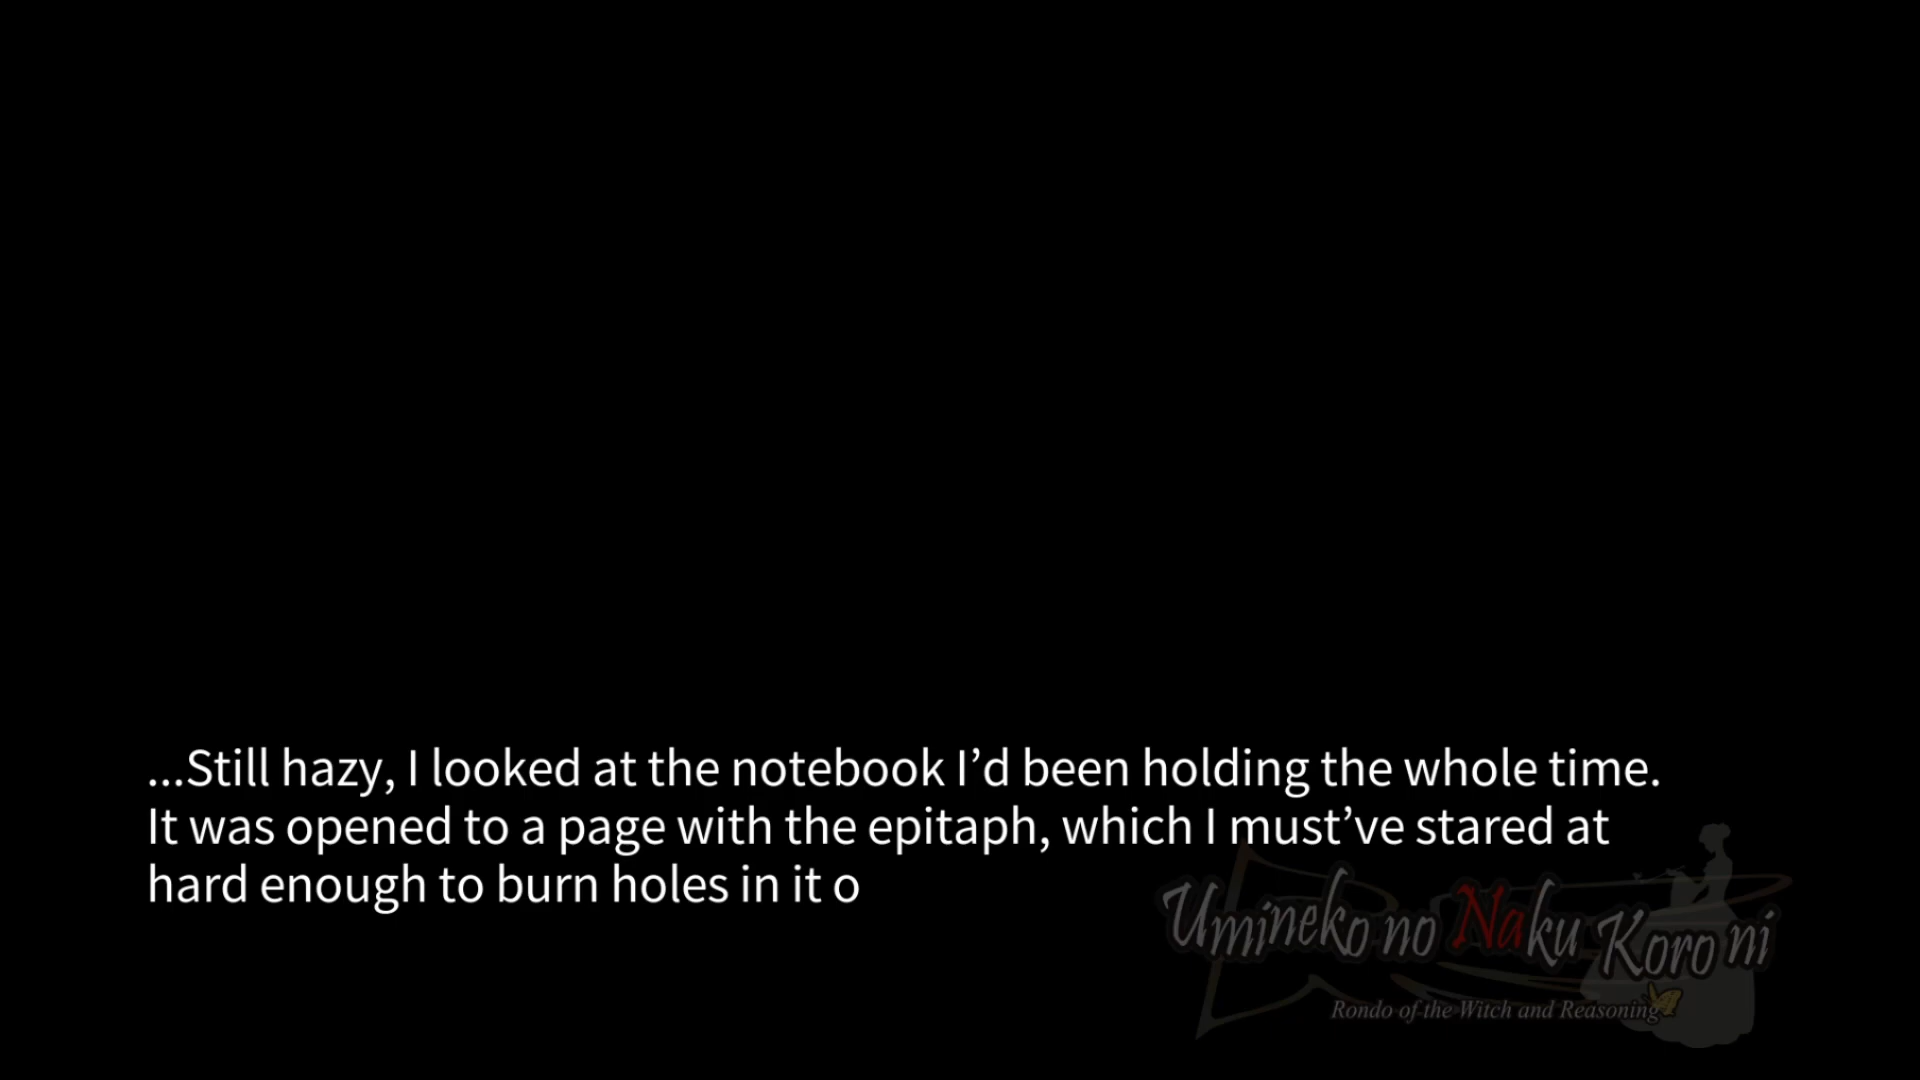 ...Still hazy, I looked at the notebook I’d been holding the whole time.
It was opened to a page with the epitaph, which I must’ve stared at
hard enough to burn holes in it o
Umineko no Naku Koro ni
Rondo of the Witch and Reasoning